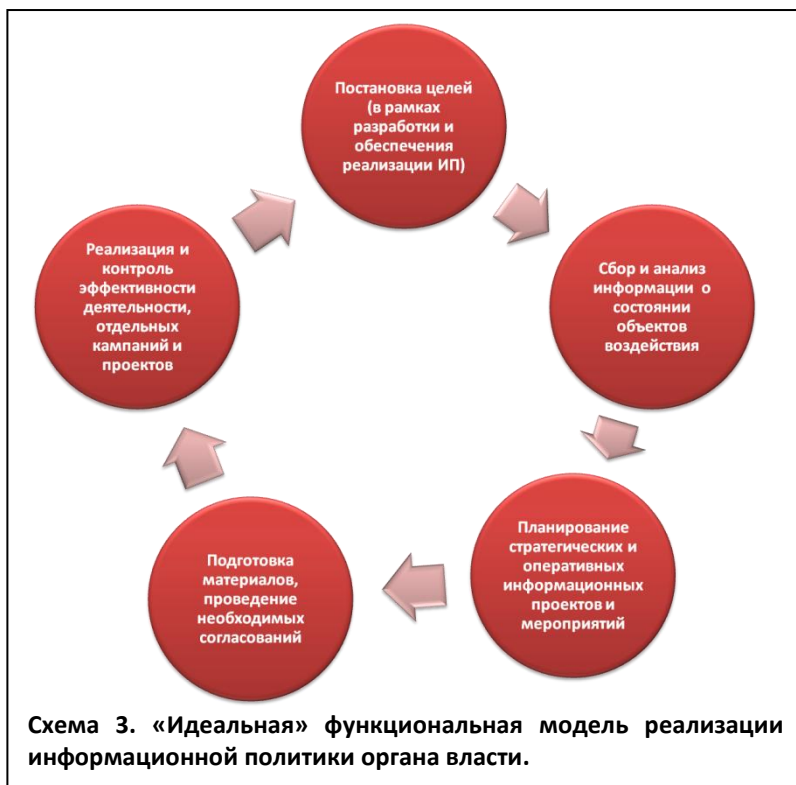 Постановка целей
(в рамках
разработки и
обеспечения
реализации ИП)
Сбор и анализ
информации о
состоянии
объектов
воздействия
Планирование
стратегических и
оперативных
информационных
проектов и
мероприятий
Подготовка
материалов,
проведение
необходимых
согласований
Реализация и
контроль
эффективности
деятельности,
отдельных
кампаний и
проектов
Схема 3. «Идеальная» функциональная модель реализации
информационной политики органа власти.